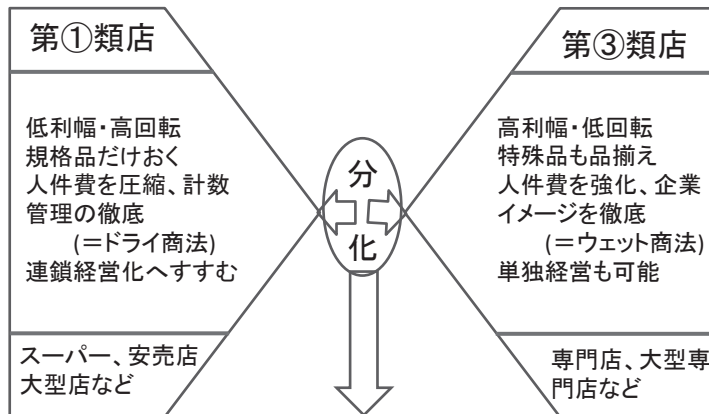 第①類店
低利幅・高回転
規格品だけおく
人件費を圧縮、計数
管理の徹底
(＝ドライ商法)
連鎖経営化へすすむ
スーパー、安売店
大型店など
分
化
第③類店
高利幅・低回転
特殊品も品揃え
人件費を強化、企業
イメージを徹底
(＝ウェット商法)
単独経営も可能
専門店、大型専
門店など